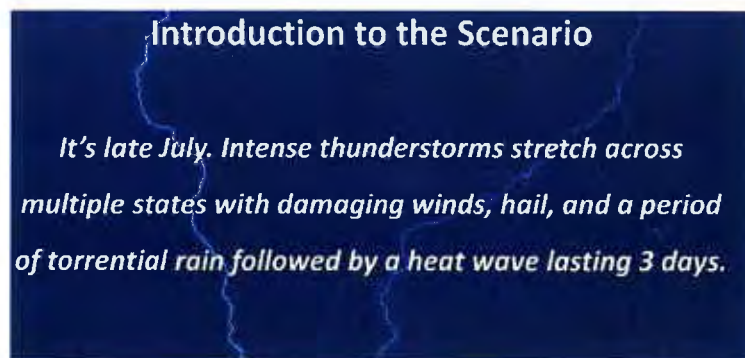 Introduction to the Scenario
It's late July. Intense thunderstorms stretch across
multiple states with damaging winds, hail, and a period
of torrential rain followed by a heat wave lasting 3 days.